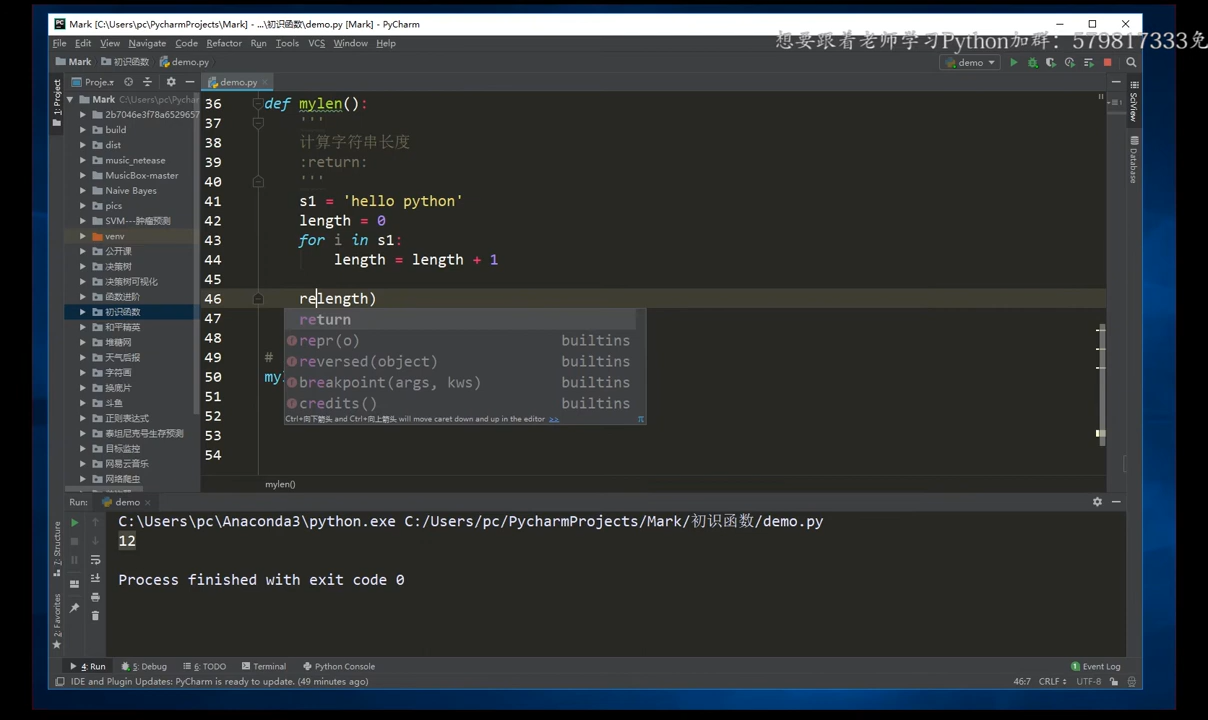 Mark [C:\Users\pc\PycharmProjects\Mark] - ...\初识函数\demo.py [Mark] - PyCharm
想要跟着老师学习Python加群：579817333免
File Edit View Navigate Code Refactor Run Tools VCS Window Help
Mark 初识函数 demo.py
demo
1: Project
Proje..
demo.py
SciView
Database
Mark C:\Users\pc\Pychar
2b7046e3f78a6529657
build
dist
music_netease
MusicBox-master
Naive Bayes
pics
SVM---肿瘤预测
venv
公开课
决策树
决策树可视化
函数进阶
初识函数
和平精英
堆糖网
天气后报
字符画
换底片
斗鱼
正则表达式
泰坦尼克号生存预测
目标监控
网易云音乐
网络爬虫
36 def mylen():
37 '''
38 计算字符串长度
39 :return:
40 '''
41 s1 = 'hello python'
42 length = 0
43 for i in s1:
44 length = length + 1
45
46 relength)
47
48
49 #
50 my
51
52
53
54
return
repr(o) builtins
reversed(object) builtins
breakpoint(args, kws) builtins
credits() builtins
Ctrl+向下箭头 and Ctrl+向上箭头 will move caret down and up in the editor >> π
mylen()
Run: demo
7: Structure
2: Favorites
C:\Users\pc\Anaconda3\python.exe C:/Users/pc/PycharmProjects/Mark/初识函数/demo.py
12
Process finished with exit code 0
4: Run 5: Debug 6: TODO Terminal Python Console 1 Event Log
IDE and Plugin Updates: PyCharm is ready to update. (49 minutes ago) 46:7 CRLF UTF-8